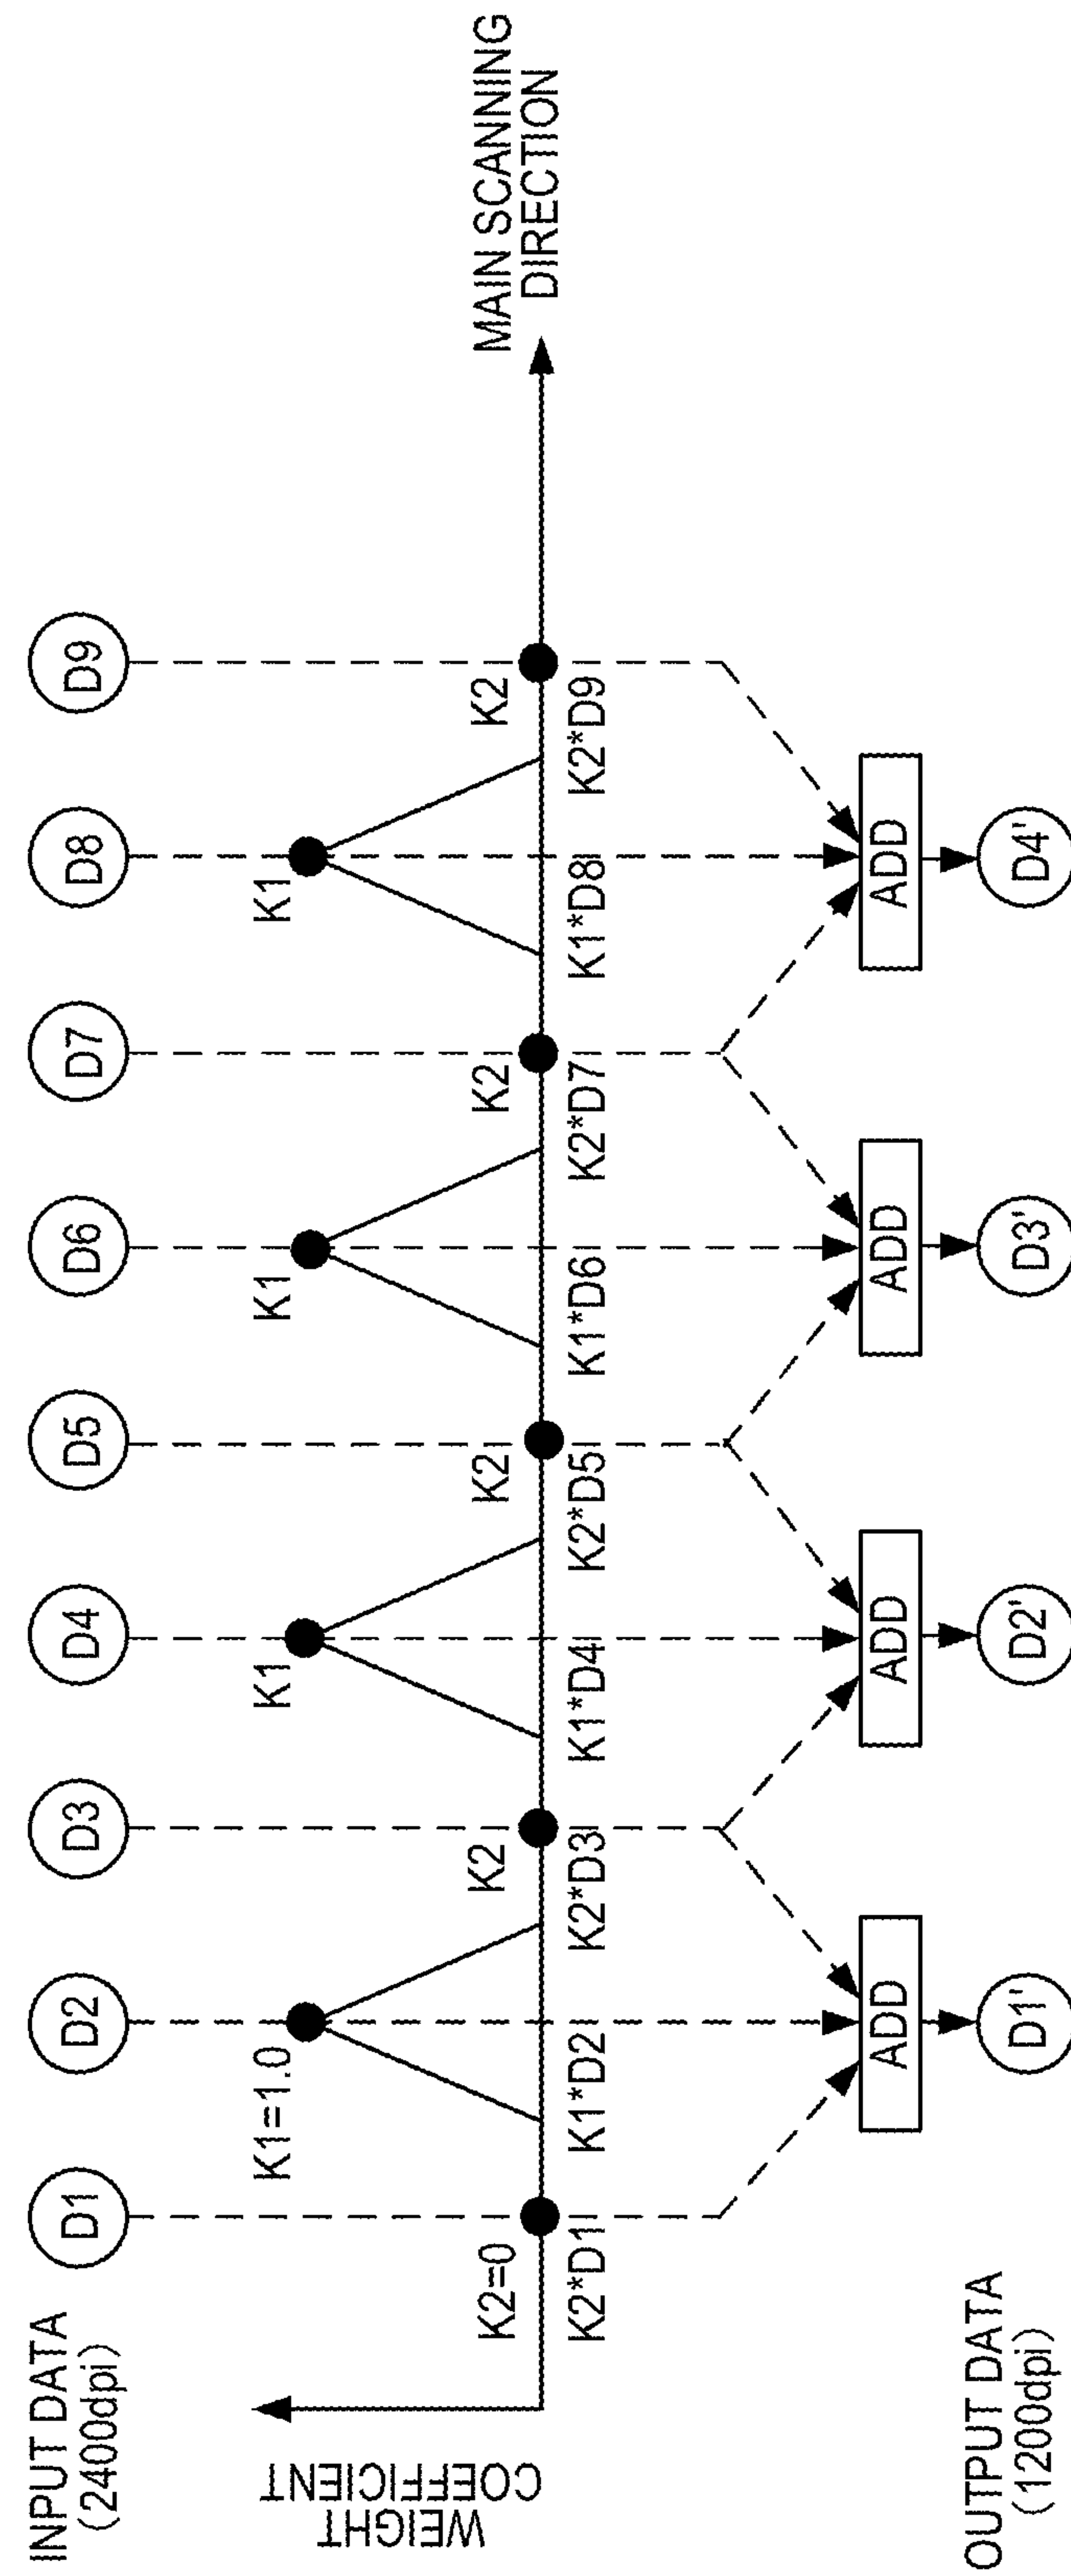 INPUT DATA
(2400dpi)
D1
D2
D3
D4
D5
D6
D7
D8
D9
WEIGHT
COEFFICIENT
K1=1.0
K1
K1
K1
K2=0
K2
K2
K2
K2
MAIN SCANNING
DIRECTION
K2*D1
K1*D2
K2*D3
K1*D4
K2*D5
K1*D6
K2*D7
K1*D8
K2*D9
ADD
ADD
ADD
ADD
OUTPUT DATA
(1200dpi)
D1'
D2'
D3'
D4'